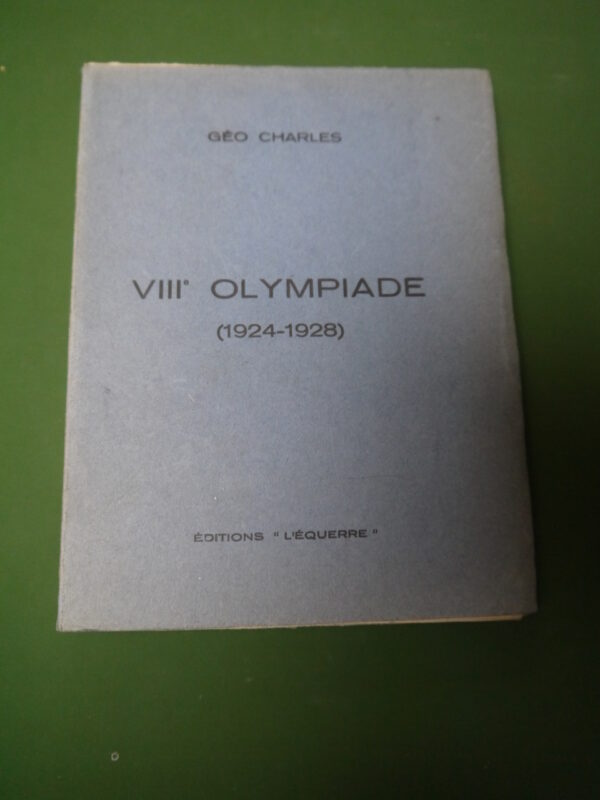 GÉO CHARLES
VIIIe OLYMPIADE
(1924-1928)
ÉDITIONS "L'ÉQUERRE"